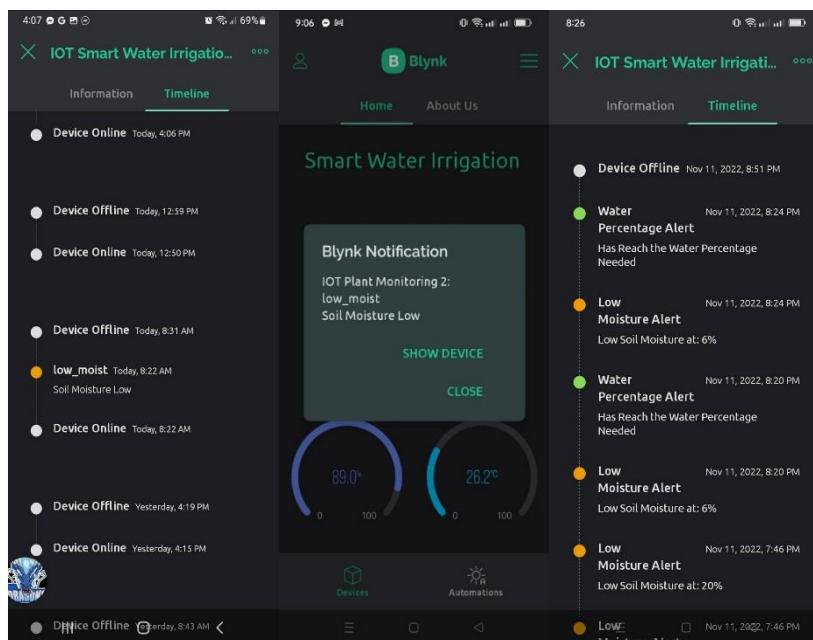 4:07
69%
IOT Smart Water Irrigatio...
Information Timeline
Device Online Today, 4:06 PM
Device Offline Today, 12:59 PM
Device Online Today, 12:50 PM
Device Offline Today, 8:31 AM
low_moist Today, 8:22 AM
Soil Moisture Low
Device Online Today, 8:22 AM
Device Offline Yesterday, 4:19 PM
Device Online Yesterday, 4:15 PM
Device Offline Yesterday, 8:43 AM
9:06
B Blynk
Home About Us
Smart Water Irrigation
Blynk Notification
IOT Plant Monitoring 2:
low_moist
Soil Moisture Low
SHOW DEVICE
CLOSE
89.0%
0 100
26.2°C
0 100
Devices Automations
8:26
IOT Smart Water Irrigati...
Information Timeline
Device Offline Nov 11, 2022, 8:51 PM
Water Nov 11, 2022, 8:24 PM
Percentage Alert
Has Reach the Water Percentage
Needed
Low Nov 11, 2022, 8:24 PM
Moisture Alert
Low Soil Moisture at: 6%
Water Nov 11, 2022, 8:20 PM
Percentage Alert
Has Reach the Water Percentage
Needed
Low Nov 11, 2022, 8:20 PM
Moisture Alert
Low Soil Moisture at: 6%
Low Nov 11, 2022, 7:46 PM
Moisture Alert
Low Soil Moisture at: 20%
Low Nov 11, 2022, 7:46 PM